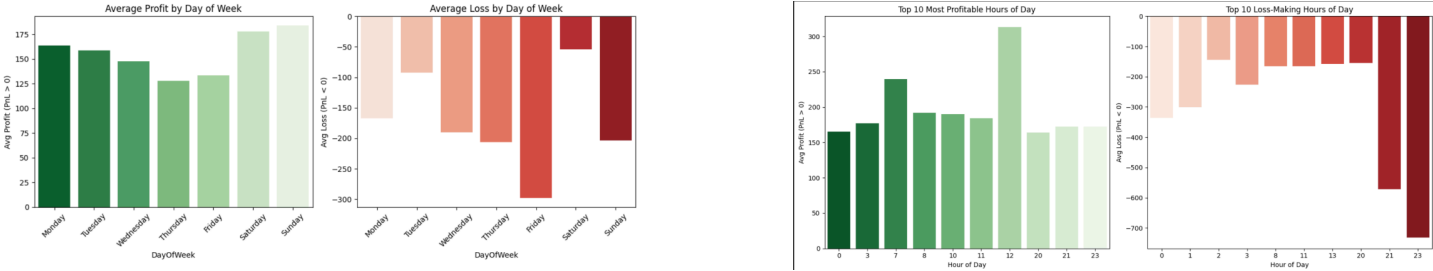 Average Profit by Day of Week
Avg Profit (PnL > 0)
175
150
125
100
75
50
25
0
Monday
Tuesday
Wednesday
Thursday
Friday
Saturday
Sunday
DayOfWeek
Average Loss by Day of Week
Avg Loss (PnL < 0)
0
−50
−100
−150
−200
−250
−300
Monday
Tuesday
Wednesday
Thursday
Friday
Saturday
Sunday
DayOfWeek
Top 10 Most Profitable Hours of Day
Avg Profit (PnL > 0)
300
250
200
150
100
50
0
0 3 7 8 10 11 12 20 21 23
Hour of Day
Top 10 Loss-Making Hours of Day
Avg Loss (PnL < 0)
0
−100
−200
−300
−400
−500
−600
−700
0 1 2 3 8 10 13 20 21 23
Hour of Day